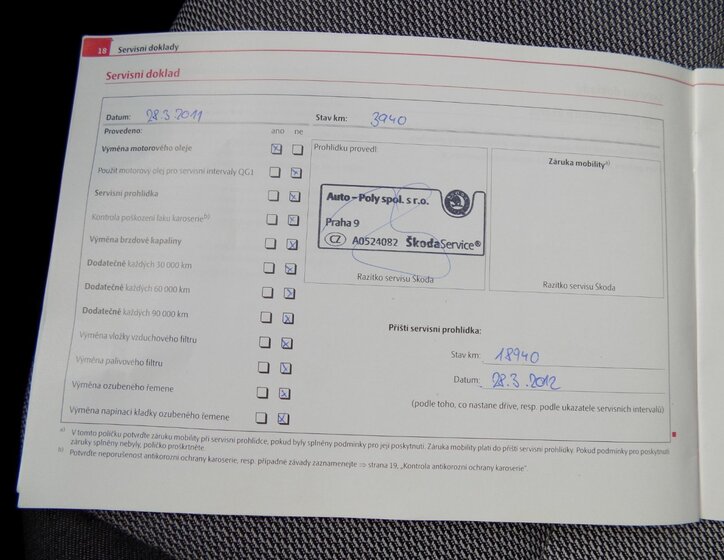 18 Servisní doklady
Servisní doklad
Datum: 28.3.2011 Stav km: 3940
Provedeno: ano ne
Výměna motorového oleje
Použit motorový olej pro servisní intervaly QG1
Servisní prohlídka
Kontrola poškození laku karoserie b)
Výměna brzdové kapaliny
Dodatečně každých 30 000 km
Dodatečně každých 60 000 km
Dodatečně každých 90 000 km
Výměna vložky vzduchového filtru
Výměna palivového filtru
Výměna ozubeného řemene
Výměna napínací kladky ozubeného řemene
Prohlídku provedl:
Auto - Poly spol. s r.o.
Praha 9
CZ A0524082 ŠkodaService®
Razítko servisu Škoda
Záruka mobility a)
Razítko servisu Škoda
Příští servisní prohlídka:
Stav km: 18940
Datum: 28.3.2012
(podle toho, co nastane dříve, resp. podle ukazatele servisních intervalů)
a) V tomto políčku potvrďte záruku mobility při servisní prohlídce, pokud byly splněny podmínky pro její poskytnutí. Záruka mobility platí do příští servisní prohlídky. Pokud podmínky pro poskytnutí
záruky splněny nebyly, políčko proškrtněte.
b) Potvrďte neporušenost antikorozní ochrany karoserie, resp. případné závady zaznamenejte ⇒ strana 19, „Kontrola antikorozní ochrany karoserie".